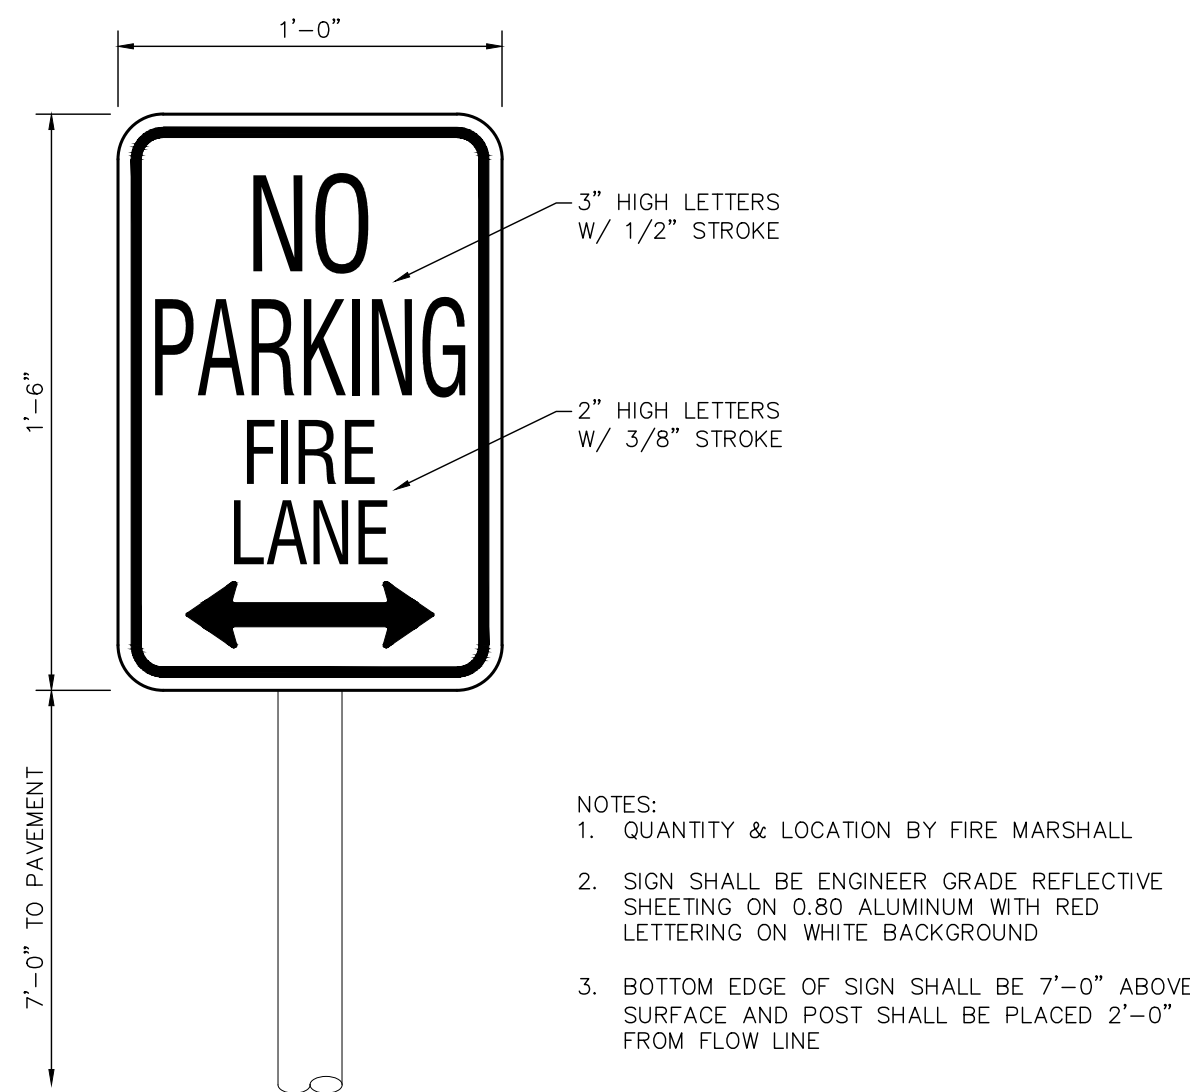 1'-0"
NO
PARKING
FIRE
LANE
3" HIGH LETTERS
W/ 1/2" STROKE
2" HIGH LETTERS
W/ 3/8" STROKE
1'-6"
7'-0" TO PAVEMENT
NOTES:
1. QUANTITY & LOCATION BY FIRE MARSHALL
2. SIGN SHALL BE ENGINEER GRADE REFLECTIVE
SHEETING ON 0.80 ALUMINUM WITH RED
LETTERING ON WHITE BACKGROUND
3. BOTTOM EDGE OF SIGN SHALL BE 7'-0" ABOVE
SURFACE AND POST SHALL BE PLACED 2'-0"
FROM FLOW LINE